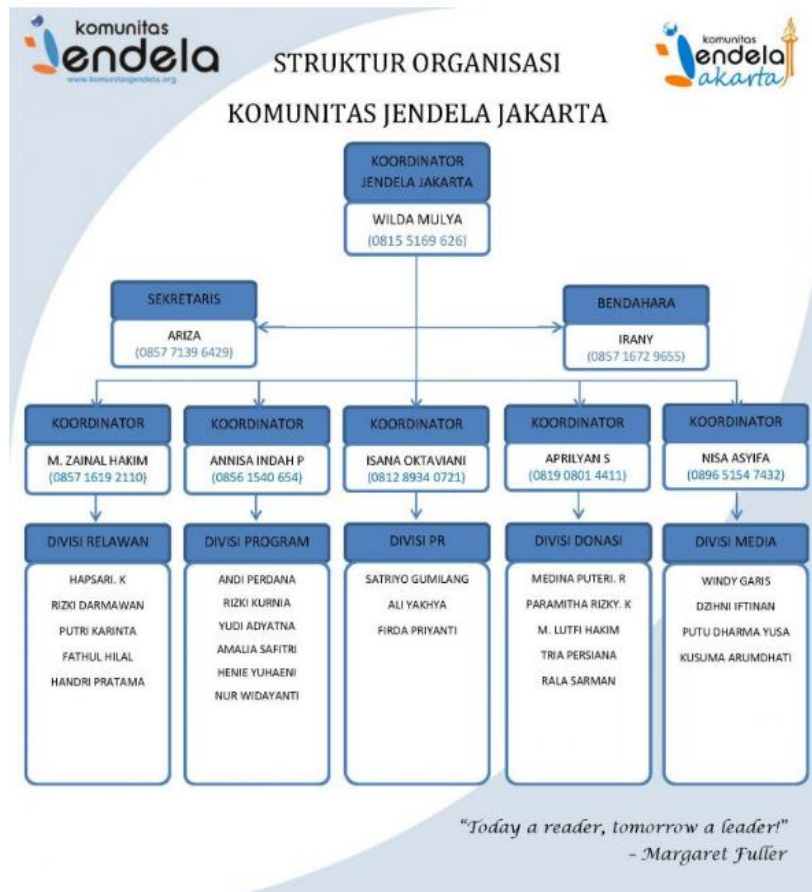 komunitas
Jendela
www.komunitasjendela.org
komunitas
Jendela
Jakarta
STRUKTUR ORGANISASI
KOMUNITAS JENDELA JAKARTA
KOORDINATOR
JENDELA JAKARTA
WILDA MULYA
(0815 5169 626)
SEKRETARIS
ARIZA
(0857 7139 6429)
BENDAHARA
IRANY
(0857 1672 9655)
KOORDINATOR
M. ZAINAL HAKIM
(0857 1619 2110)
KOORDINATOR
ANNISA INDAH P
(0856 1540 654)
KOORDINATOR
ISANA OKTAVIANI
(0812 8934 0721)
KOORDINATOR
APRILYAN S
(0819 0801 4411)
KOORDINATOR
NISA ASYIFA
(0896 5154 7432)
DIVISI RELAWAN
HAPSARI. K
RIZKI DARMAWAN
PUTRI KARINTA
FATHUL HILAL
HANDRI PRATAMA
DIVISI PROGRAM
ANDI PERDANA
RIZKI KURNIA
YUDI ADYATNA
AMALIA SAFITRI
HENIE YUHAENI
NUR WIDAYANTI
DIVISI PR
SATRIYO GUMILANG
ALI YAKHYA
FIRDA PRIYANTI
DIVISI DONASI
MEDINA PUTERI. R
PARAMITHA RIZKY. K
M. LUTFI HAKIM
TRIA PERSIANA
RALA SARMAN
DIVISI MEDIA
WINDY GARIS
DZIHNI IFTINAN
PUTU DHARMA YUSA
KUSUMA ARUMDHATI
"Today a reader, tomorrow a leader!"
– Margaret Fuller